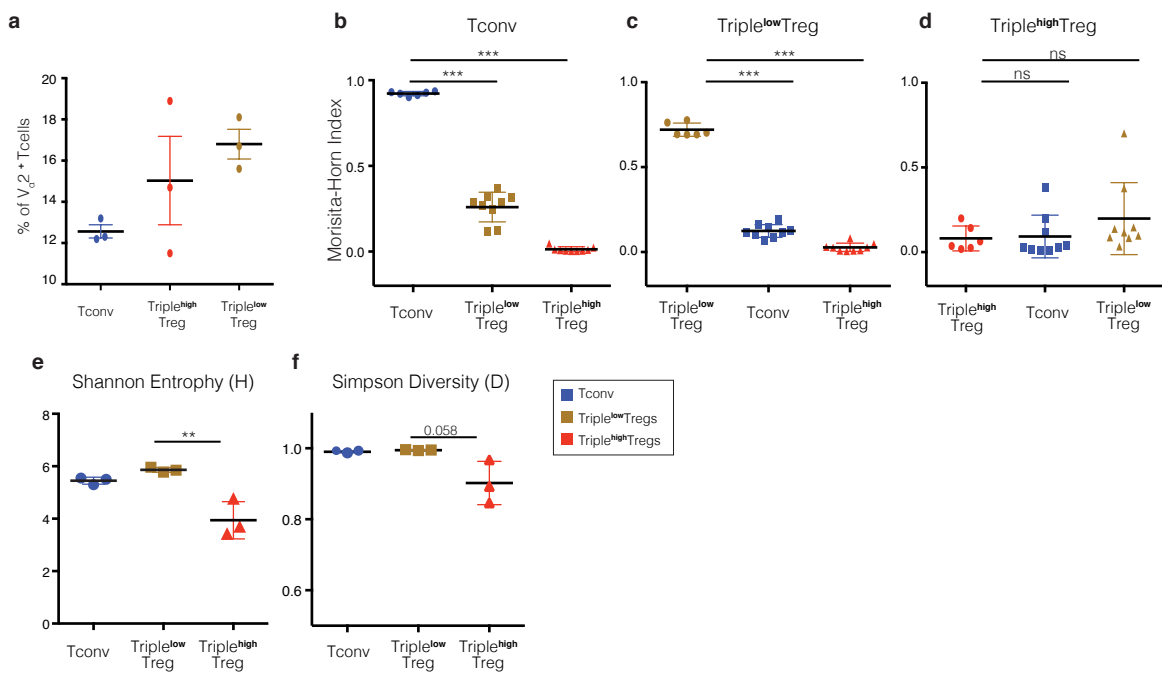 a
% of Vα2 + Tcells
20
18
16
14
12
10
Tconv
Triplehigh
Treg
Triplelow
Treg
b
Tconv
***
***
Morisita-Horn Index
1.0
0.5
0.0
Tconv
Triplelow
Treg
Triplehigh
Treg
c
TriplelowTreg
***
***
1.0
0.5
0.0
Triplelow
Treg
Tconv
Triplehigh
Treg
d
TriplehighTreg
ns
ns
1.0
0.5
0.0
Triplehigh
Treg
Tconv
Triplelow
Treg
e
Shannon Entropy (H)
**
8
6
4
2
0
Tconv
Triplelow
Treg
Triplehigh
Treg
f
Simpson Diversity (D)
0.058
1.0
0.8
0.6
Tconv
Triplelow
Treg
Triplehigh
Treg
Tconv
TriplelowTregs
TriplehighTregs